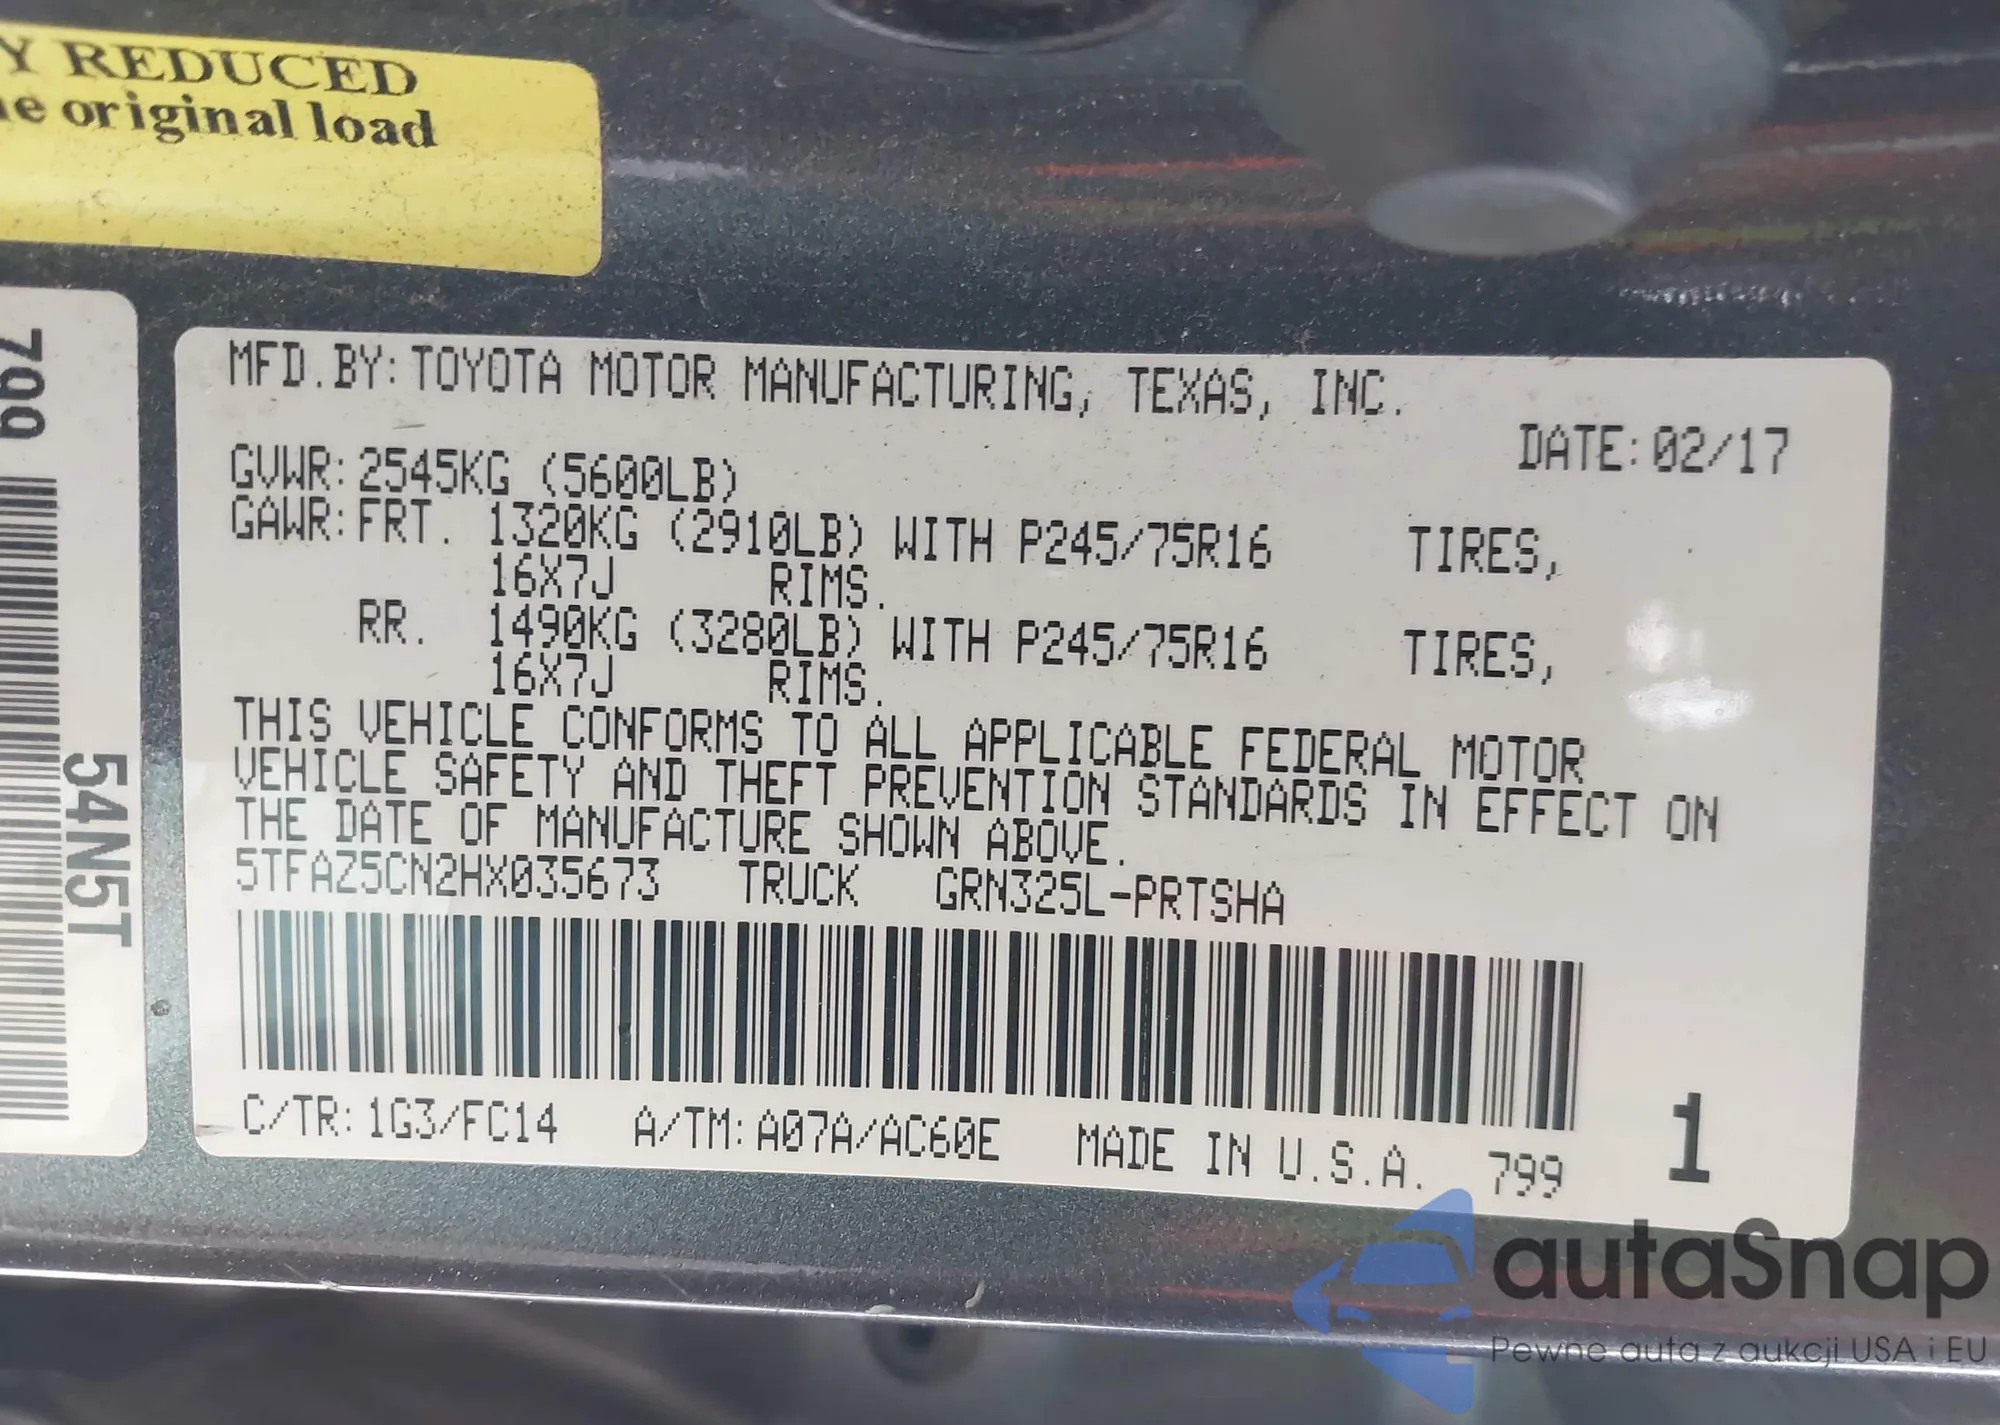 Y REDUCED
e original load
799
54N5T
MFD.BY:TOYOTA MOTOR MANUFACTURING, TEXAS, INC.
DATE:02/17
GVWR:2545KG (5600LB)
GAWR:FRT. 1320KG (2910LB) WITH P245/75R16 TIRES,
16X7J RIMS.
RR. 1490KG (3280LB) WITH P245/75R16 TIRES,
16X7J RIMS.
THIS VEHICLE CONFORMS TO ALL APPLICABLE FEDERAL MOTOR
VEHICLE SAFETY AND THEFT PREVENTION STANDARDS IN EFFECT ON
THE DATE OF MANUFACTURE SHOWN ABOVE.
5TFAZ5CN2HX035673 TRUCK GRN325L-PRTSHA
C/TR:1G3/FC14 A/TM:A07A/AC60E MADE IN U.S.A. 799
1
autaSnap
Pewne auta z aukcji USA i EU